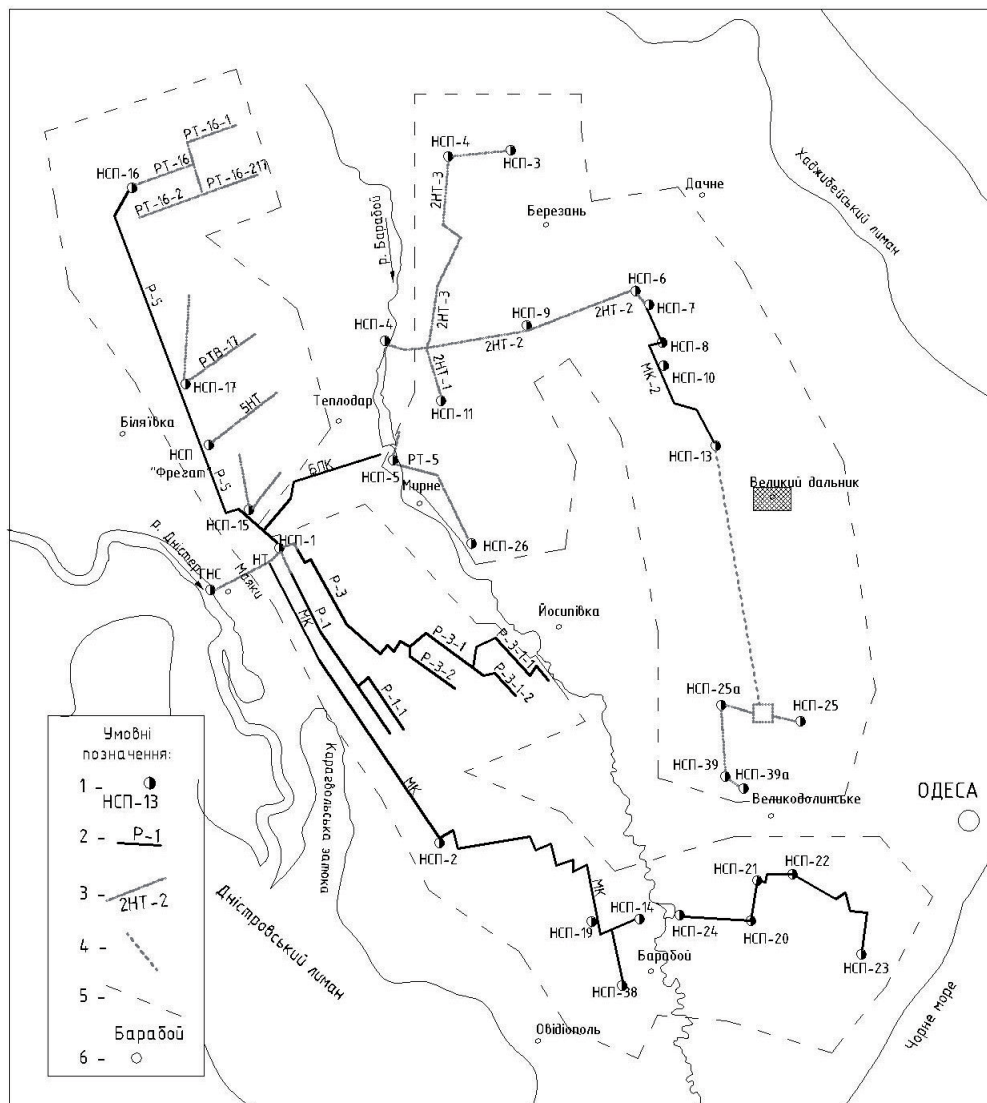 РТ-16-1
НСП-16
РТ-16
РТ-16-217
РТ-16-2
НСП-4
НСП-3
2НТ-3
р. Барабой
Березань
Дачне
Хаджибейський лиман
Р-5
2НТ-3
НСП-6
2НТ-2
НСП-7
НСП-9
НСП-4
2НТ-2
НСП-8
РТВ-17
НСП-17
2НТ-1
МК-2
НСП-10
5НТ
Теплодар
НСП-11
Біляївка
НСП
"Фрегат"
НСП-13
БПК
РТ-5
НСП-5
Мирне
Великий дальник
Р-5
НСП-15
р. Дністер
НСП-1
НСП-26
НТ
ГНС
Маяки
Р-3
МК
Р-1
Йосипівка
Р-3-1
Р-3-1-1
Р-3-2
Р-3-1-2
Р-1-1
НСП-25а
НСП-25
Умовні
позначення:
1 -
НСП-13
2 - Р-1
3 -
2НТ-2
4 -
5 -
Барабой
6 -
Карагольська затока
МК
НСП-39
НСП-39а
Великодолинське
ОДЕСА
НСП-2
НСП-21
НСП-22
Дністровський лиман
МК
НСП-14
НСП-19
НСП-24
НСП-20
Барабой
НСП-23
НСП-38
Овідіополь
Чорне море